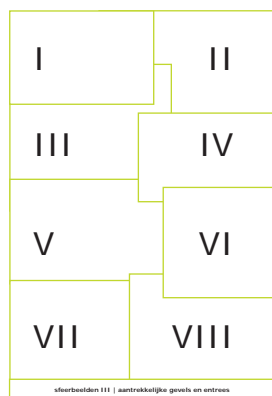 I II
III IV
V VI
VII VIII
sfeerbeelden III | aantrekkelijke gevels en entrees